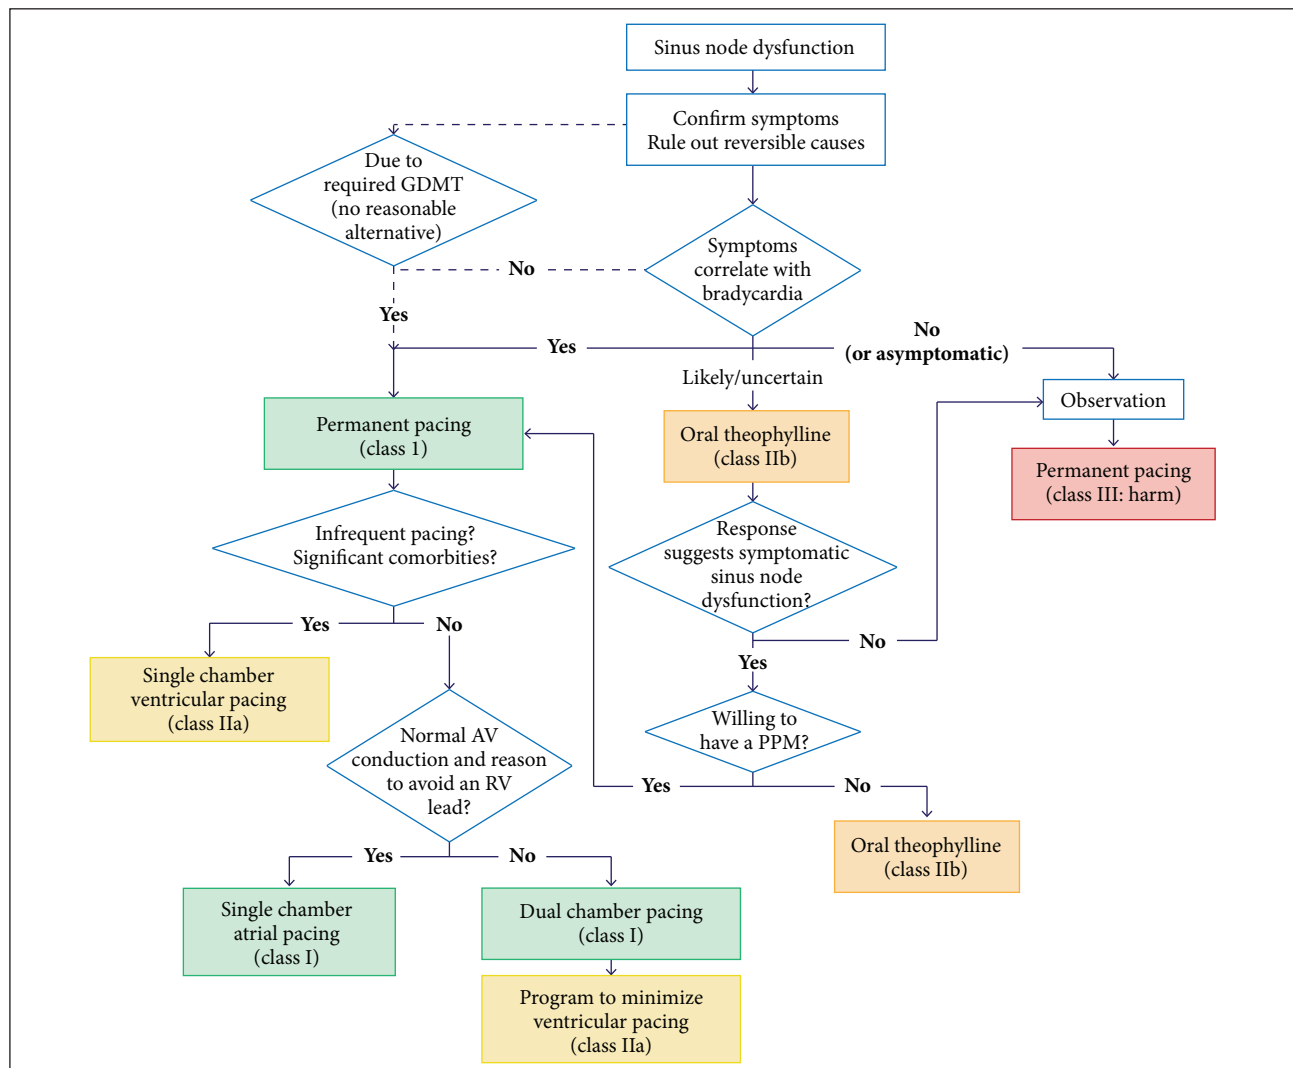 Sinus node dysfunction
Confirm symptoms
Rule out reversible causes
Due to
required GDMT
(no reasonable
alternative)
Symptoms
correlate with
bradycardia
No
Yes
Yes
No
(or asymptomatic)
Likely/uncertain
Observation
Permanent pacing
(class 1)
Oral theophylline
(class IIb)
Permanent pacing
(class III: harm)
Infrequent pacing?
Significant comorbities?
Response
suggests symptomatic
sinus node
dysfunction?
Yes
No
No
Yes
Single chamber
ventricular pacing
(class IIa)
Normal AV
conduction and reason
to avoid an RV
lead?
Willing to
have a PPM?
Yes
No
Oral theophylline
(class IIb)
Yes
No
Single chamber
atrial pacing
(class I)
Dual chamber pacing
(class I)
Program to minimize
ventricular pacing
(class IIa)